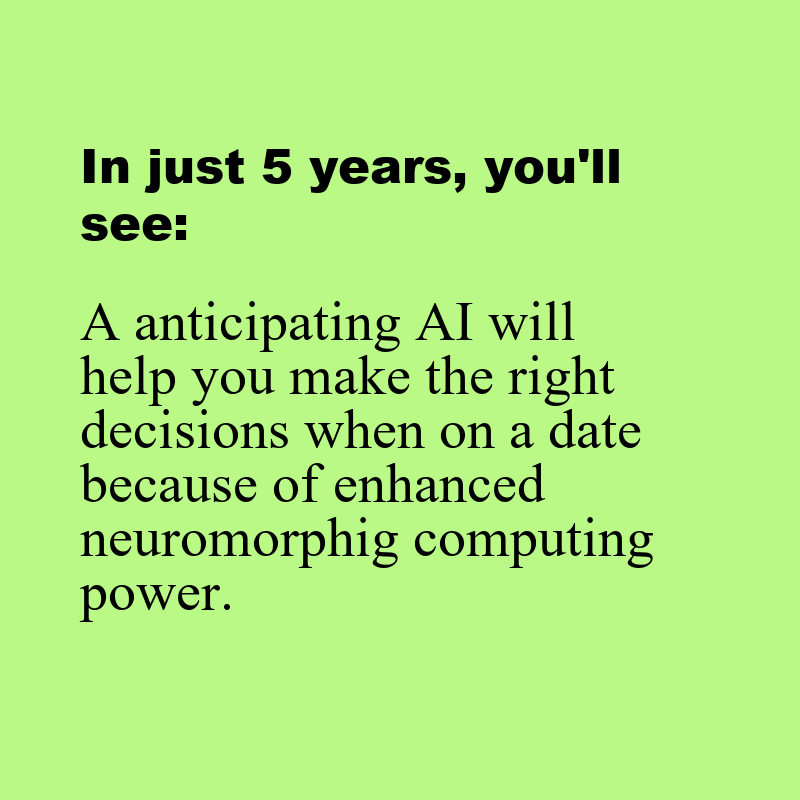 In just 5 years, you'll
see:
A anticipating AI will
help you make the right
decisions when on a date
because of enhanced
neuromorphig computing
power.